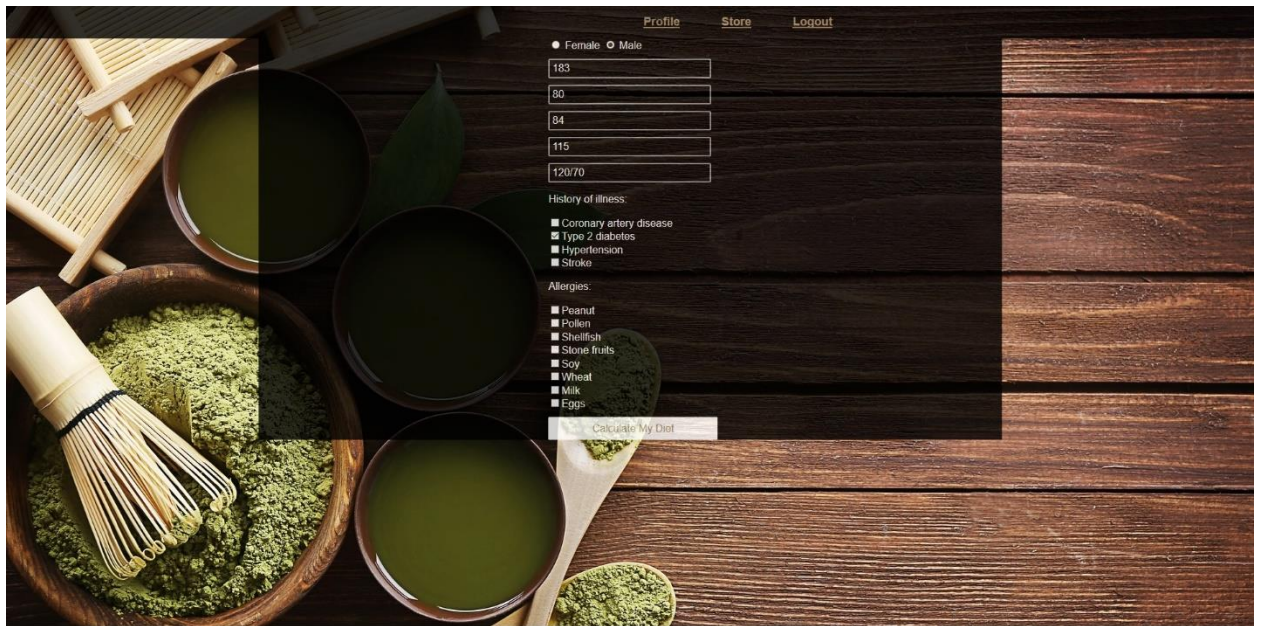 Profile Store Logout
Female Male
183
80
84
115
120/70
History of illness:
Coronary artery disease
Type 2 diabetes
Hypertension
Stroke
Allergies:
Peanut
Pollen
Shellfish
Stone fruits
Soy
Wheat
Milk
Eggs
Calculate My Diet